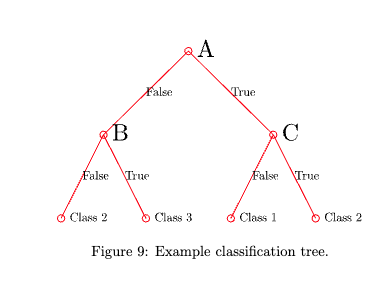 A
False True
B C
False True False True
Class 2 Class 3 Class 1 Class 2
Figure 9: Example classification tree.